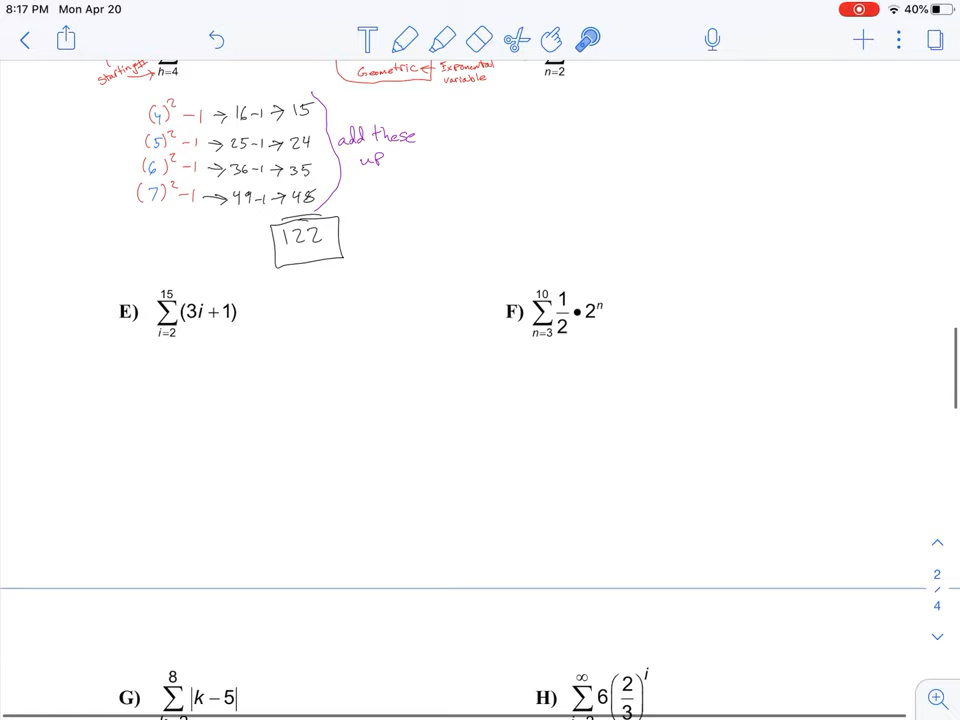 8:17 PM Mon Apr 20
40%
Starting#
n=4
Geometric ← Exponential
variable
n=2
(4)² - 1 → 16-1 → 15
(5)² - 1 → 25-1 → 24
(6)² - 1 → 36-1 → 35
(7)² - 1 → 49-1 → 48
add these
up
122
E) 15 ∑ i=2 (3i + 1)
F) 10 ∑ n=3 1/2 • 2ⁿ
2
/
4
G) 8 ∑ |k − 5|
H) ∞ ∑ 6(2/3)^i